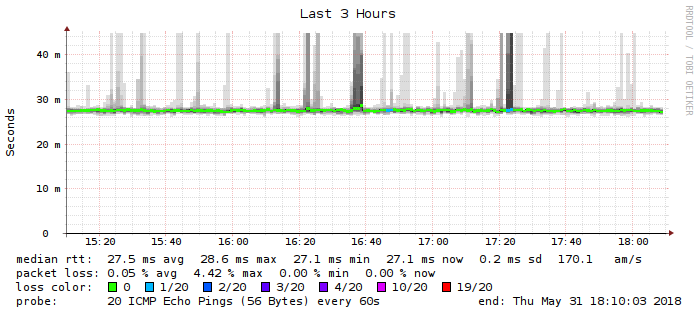 Last 3 Hours
RRDTOOL / TOBI OETIKER
Seconds
40 m
30 m
20 m
10 m
0
15:20 15:40 16:00 16:20 16:40 17:00 17:20 17:40 18:00
median rtt: 27.5 ms avg 28.6 ms max 27.1 ms min 27.1 ms now 0.2 ms sd 170.1 am/s
packet loss: 0.05 % avg 4.42 % max 0.00 % min 0.00 % now
loss color: 0 1/20 2/20 3/20 4/20 10/20 19/20
probe: 20 ICMP Echo Pings (56 Bytes) every 60s end: Thu May 31 18:10:03 2018